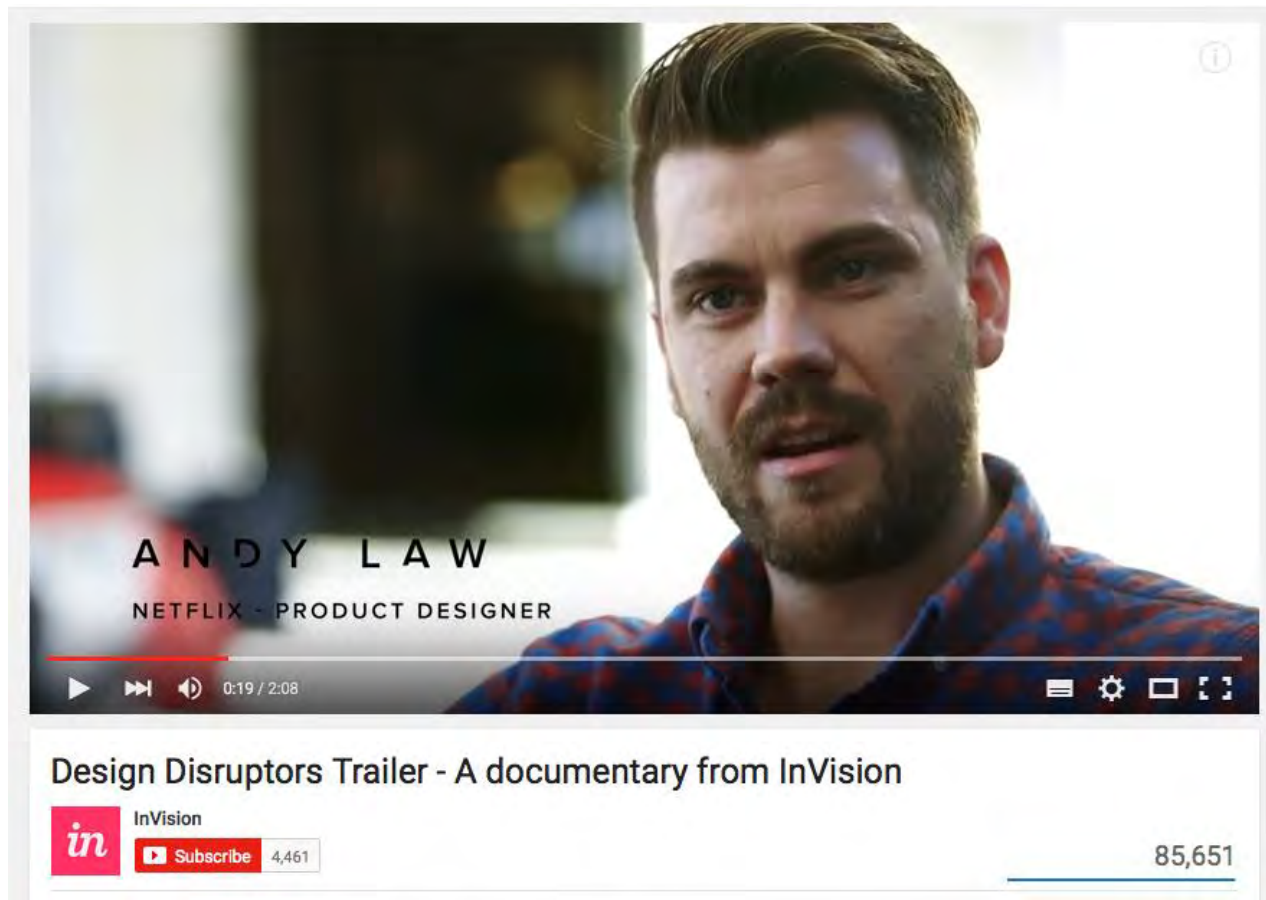 ANDY LAW
NETFLIX - PRODUCT DESIGNER
0:19 / 2:08
Design Disruptors Trailer - A documentary from InVision
in
InVision
Subscribe 4,461
85,651